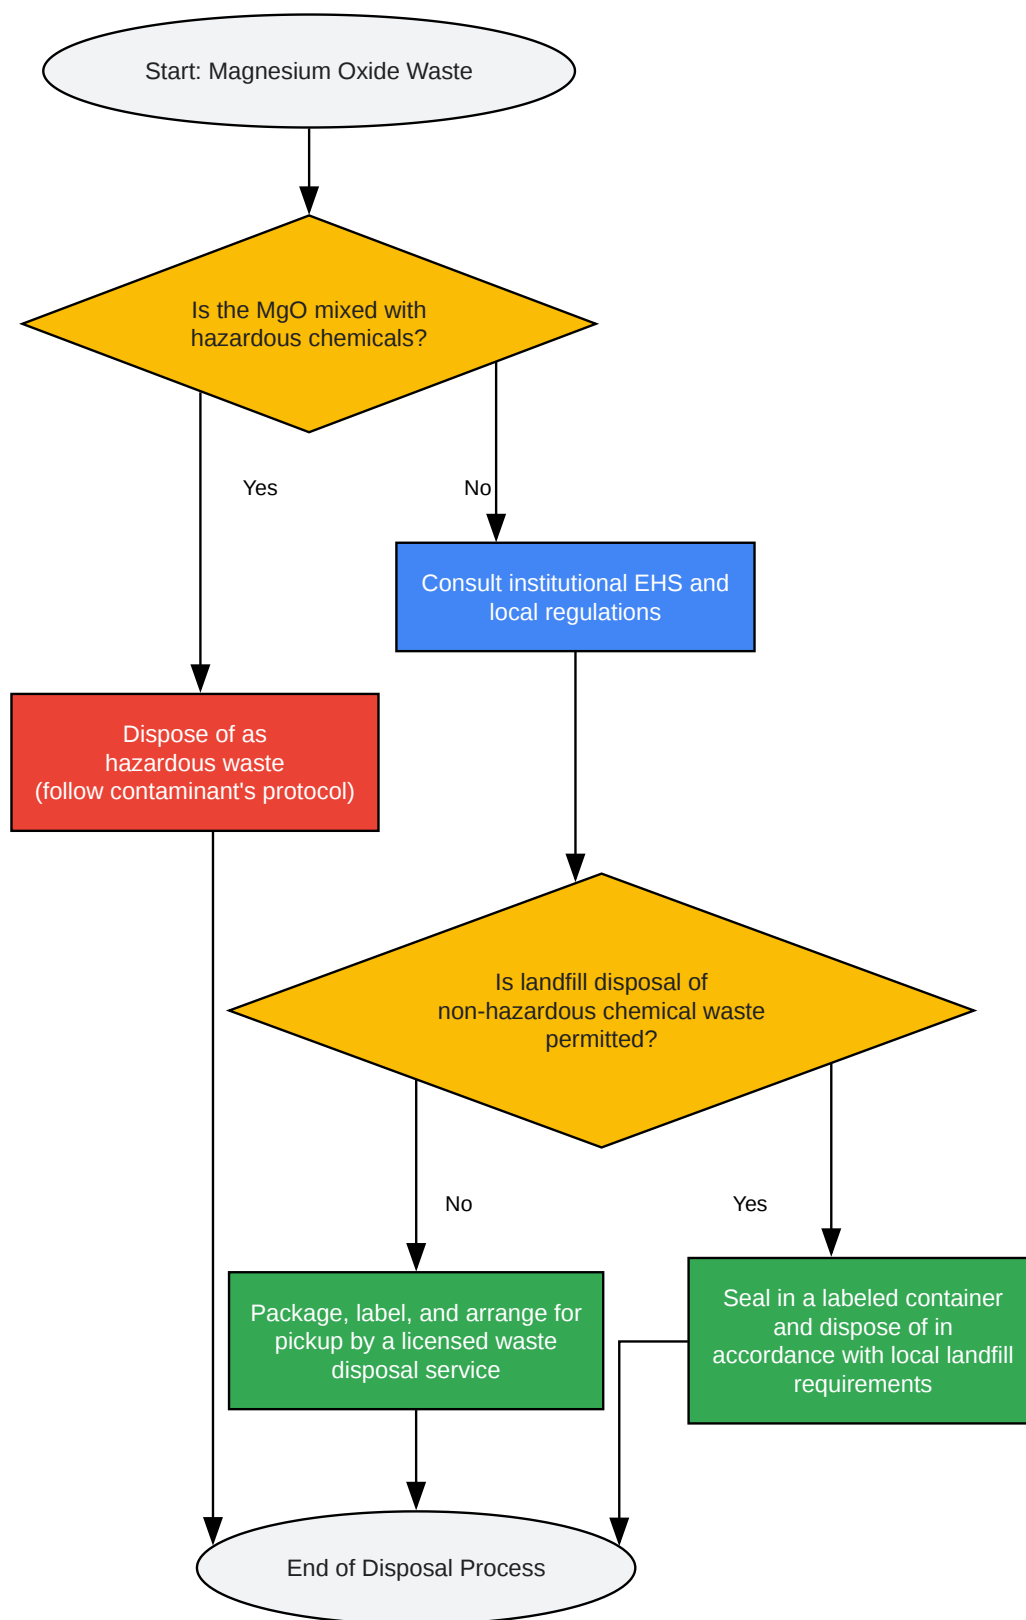 Start: Magnesium Oxide Waste
Is the MgO mixed with
hazardous chemicals?
Yes
No
Consult institutional EHS and
local regulations
Dispose of as
hazardous waste
(follow contaminant's protocol)
Is landfill disposal of
non-hazardous chemical waste
permitted?
No
Yes
Package, label, and arrange for
pickup by a licensed waste
disposal service
Seal in a labeled container
and dispose of in
accordance with local landfill
requirements
End of Disposal Process